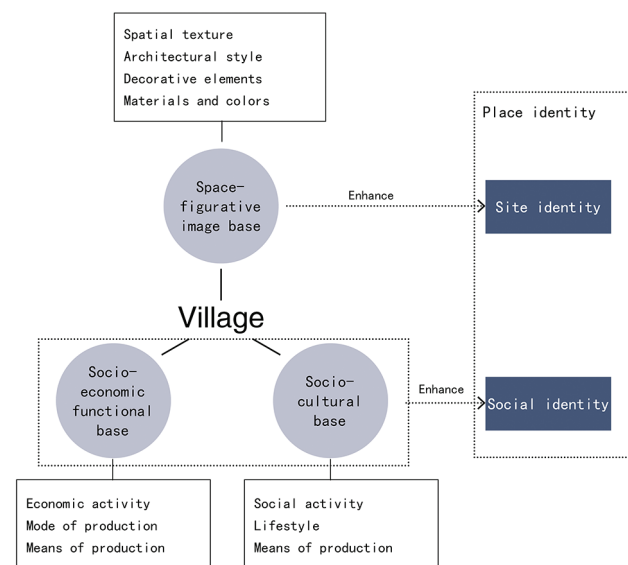 Spatial texture
Architectural style
Decorative elements
Materials and colors
Place identity
Space-
figurative
image base
Enhance
Site identity
Village
Socio-
economic
functional
base
Socio-
cultural
base
Enhance
Social identity
Economic activity
Mode of production
Means of production
Social activity
Lifestyle
Means of production